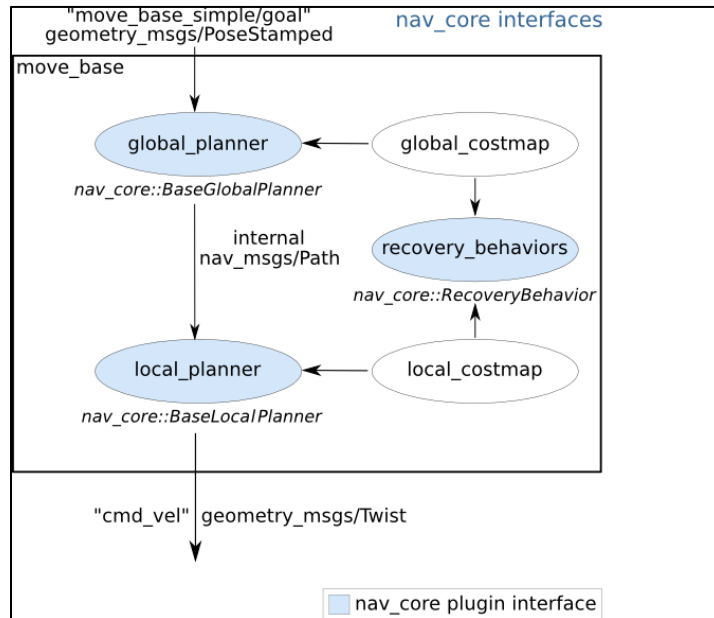 "move_base_simple/goal"
geometry_msgs/PoseStamped
nav_core interfaces
move_base
global_planner
global_costmap
nav_core::BaseGlobalPlanner
internal
nav_msgs/Path
recovery_behaviors
nav_core::RecoveryBehavior
local_planner
local_costmap
nav_core::BaseLocalPlanner
"cmd_vel" geometry_msgs/Twist
nav_core plugin interface